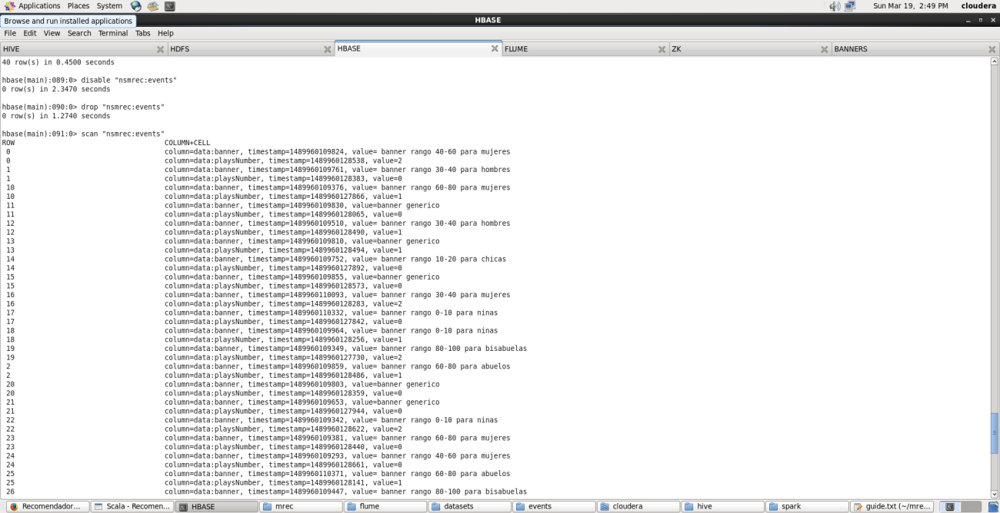 Applications Places System Sun Mar 19, 2:49 PM cloudera
Browse and run installed applications HBASE
File Edit View Search Terminal Tabs Help
HIVE HDFS HBASE FLUME ZK BANNERS
40 row(s) in 0.4500 seconds
hbase(main):089:0> disable "nsmrec:events"
0 row(s) in 2.3470 seconds
hbase(main):090:0> drop "nsmrec:events"
0 row(s) in 1.2740 seconds
hbase(main):091:0> scan "nsmrec:events"
ROW COLUMN+CELL
0 column=data:banner, timestamp=1489960109824, value= banner rango 40-60 para mujeres
0 column=data:playsNumber, timestamp=1489960128538, value=2
1 column=data:banner, timestamp=1489960109761, value= banner rango 30-40 para hombres
1 column=data:playsNumber, timestamp=1489960128383, value=0
10 column=data:banner, timestamp=1489960109376, value= banner rango 60-80 para mujeres
10 column=data:playsNumber, timestamp=1489960127866, value=1
11 column=data:banner, timestamp=1489960109830, value=banner generico
11 column=data:playsNumber, timestamp=1489960128065, value=0
12 column=data:banner, timestamp=1489960109510, value= banner rango 30-40 para hombres
12 column=data:playsNumber, timestamp=1489960128490, value=1
13 column=data:banner, timestamp=1489960109810, value=banner generico
13 column=data:playsNumber, timestamp=1489960128494, value=1
14 column=data:banner, timestamp=1489960109752, value= banner rango 10-20 para chicas
14 column=data:playsNumber, timestamp=1489960127892, value=0
15 column=data:banner, timestamp=1489960109855, value=banner generico
15 column=data:playsNumber, timestamp=1489960128573, value=0
16 column=data:banner, timestamp=1489960110093, value= banner rango 30-40 para mujeres
16 column=data:playsNumber, timestamp=1489960128283, value=2
17 column=data:banner, timestamp=1489960110332, value= banner rango 0-10 para ninas
17 column=data:playsNumber, timestamp=1489960127842, value=0
18 column=data:banner, timestamp=1489960109964, value= banner rango 0-10 para ninas
18 column=data:playsNumber, timestamp=1489960128256, value=1
19 column=data:banner, timestamp=1489960109349, value= banner rango 80-100 para bisabuelas
19 column=data:playsNumber, timestamp=1489960127730, value=2
2 column=data:banner, timestamp=1489960109859, value= banner rango 60-80 para abuelos
2 column=data:playsNumber, timestamp=1489960128486, value=1
20 column=data:banner, timestamp=1489960109803, value=banner generico
20 column=data:playsNumber, timestamp=1489960128359, value=0
21 column=data:banner, timestamp=1489960109653, value=banner generico
21 column=data:playsNumber, timestamp=1489960127944, value=0
22 column=data:banner, timestamp=1489960109342, value= banner rango 0-10 para ninas
22 column=data:playsNumber, timestamp=1489960128622, value=2
23 column=data:banner, timestamp=1489960109381, value= banner rango 60-80 para mujeres
23 column=data:playsNumber, timestamp=1489960128440, value=0
24 column=data:banner, timestamp=1489960109293, value= banner rango 40-60 para mujeres
24 column=data:playsNumber, timestamp=1489960128661, value=0
25 column=data:banner, timestamp=1489960110371, value= banner rango 60-80 para abuelos
25 column=data:playsNumber, timestamp=1489960128141, value=1
26 column=data:banner, timestamp=1489960109447, value= banner rango 80-100 para bisabuelas
Recomendador... Scala - Recomen... HBASE mrec flume datasets events cloudera hive spark guide.txt (~/mre...